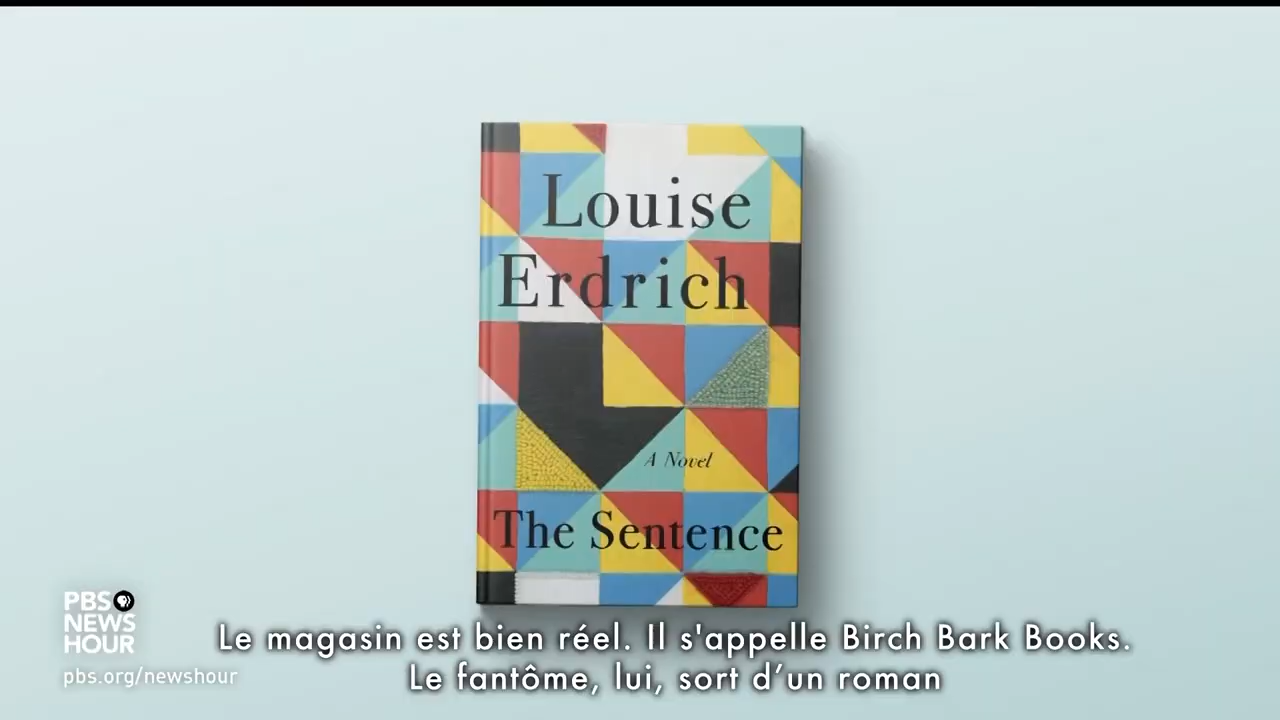 Louise
Erdrich
A Novel
The Sentence
PBS
NEWS
HOUR
pbs.org/newshour
Le magasin est bien réel. Il s'appelle Birch Bark Books.
Le fantôme, lui, sort d’un roman